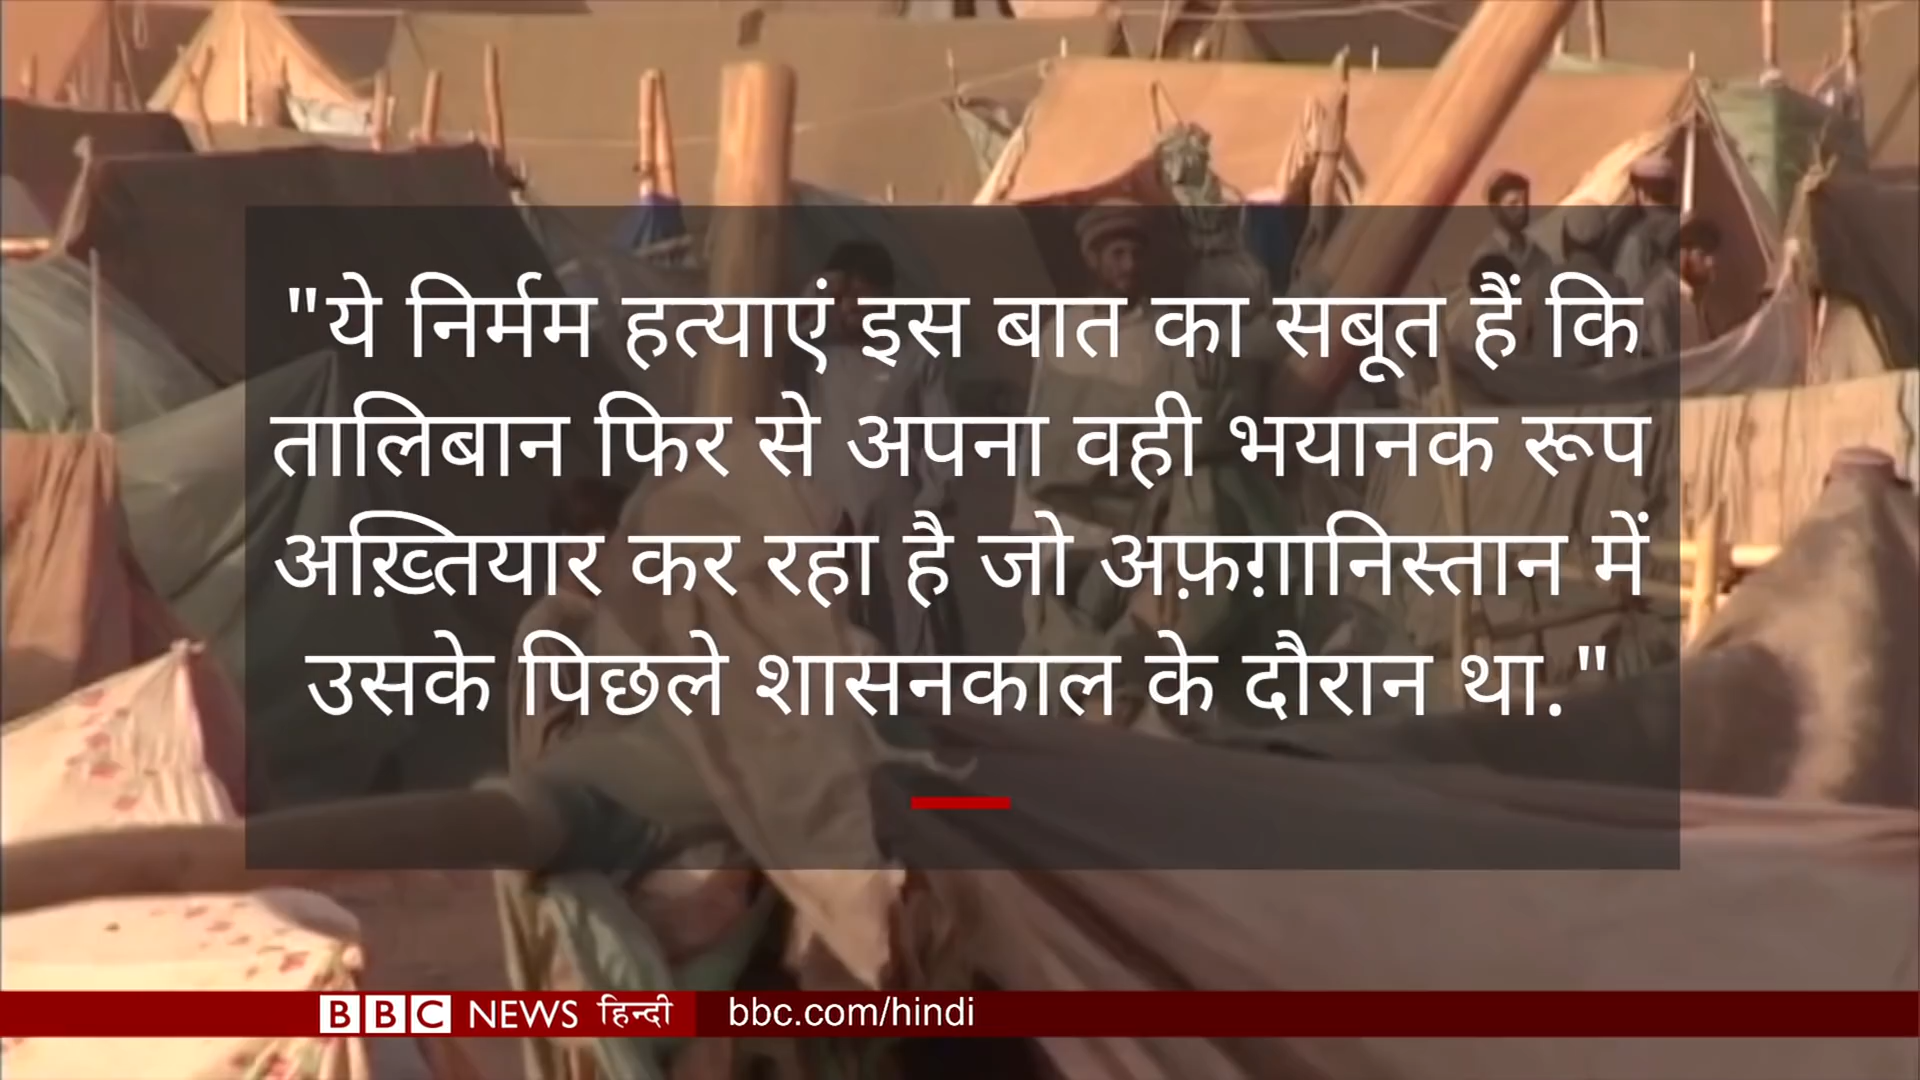 "ये निर्मम हत्याएं इस बात का सबूत हैं कि
तालिबान फिर से अपना वही भयानक रूप
अख़्तियार कर रहा है जो अफ़ग़ानिस्तान में
उसके पिछले शासनकाल के दौरान था."
BBC NEWS हिन्दी bbc.com/hindi